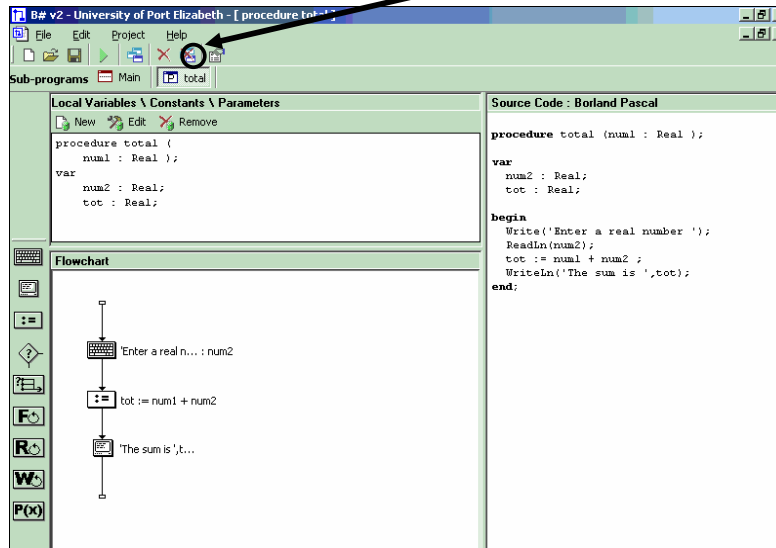 B# v2 - University of Port Elizabeth - [ procedure total ]
File Edit Project Help
Sub-programs Main total
Local Variables \ Constants \ Parameters
New Edit Remove
procedure total (
num1 : Real );
var
num2 : Real;
tot : Real;
Flowchart
'Enter a real n... : num2
:= tot := num1 + num2
'The sum is ',t...
:=
?
?
F
R
W
P(x)
Source Code : Borland Pascal
procedure total (num1 : Real );
var
num2 : Real;
tot : Real;
begin
Write('Enter a real number ');
ReadLn(num2);
tot := num1 + num2 ;
WriteLn('The sum is ',tot);
end;